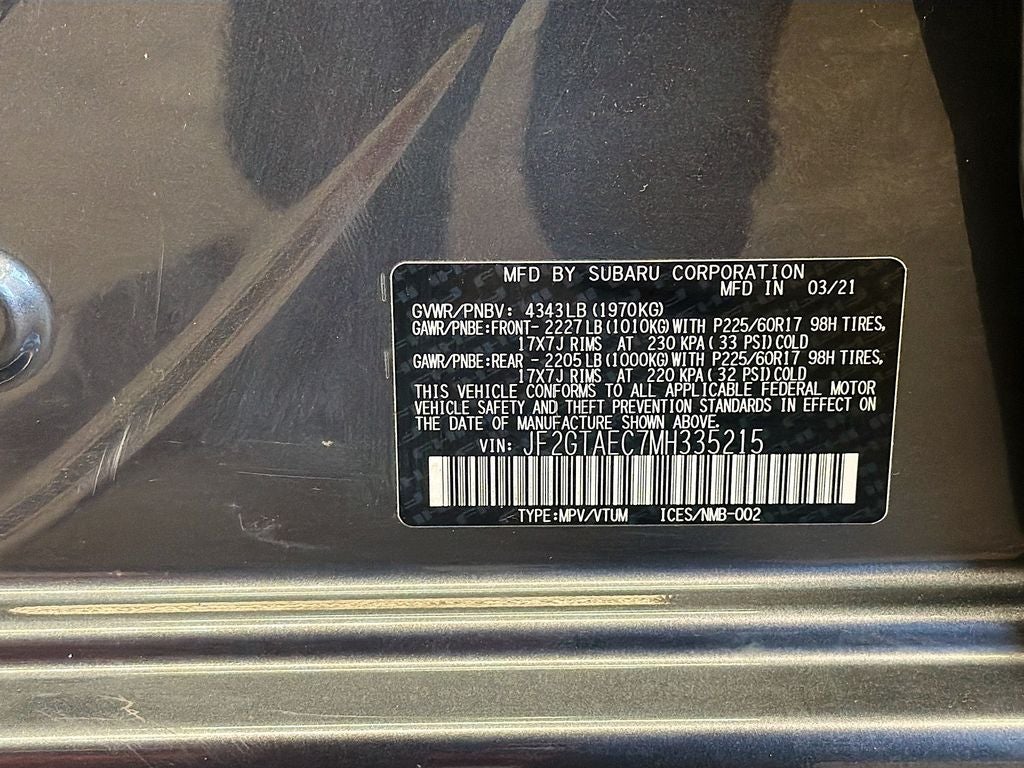 MFD BY SUBARU CORPORATION
MFD IN 03/21
GVWR/PNBV: 4343LB(1970KG)
GAWR/PNBE:FRONT- 2227LB(1010KG)WITH P225/60R17 98H TIRES,
17X7J RIMS AT 230 KPA(33 PSI)COLD
GAWR/PNBE:REAR - 2205LB(1000KG)WITH P225/60R17 98H TIRES,
17X7J RIMS AT 220 KPA(32 PSI)COLD
THIS VEHICLE CONFORMS TO ALL APPLICABLE FEDERAL MOTOR
VEHICLE SAFETY AND THEFT PREVENTION STANDARDS IN EFFECT ON
THE DATE OF MANUFACTURE SHOWN ABOVE.
VIN: JF2GTAEC7MH335215
TYPE:MPV/VTUM ICES/NMB-002